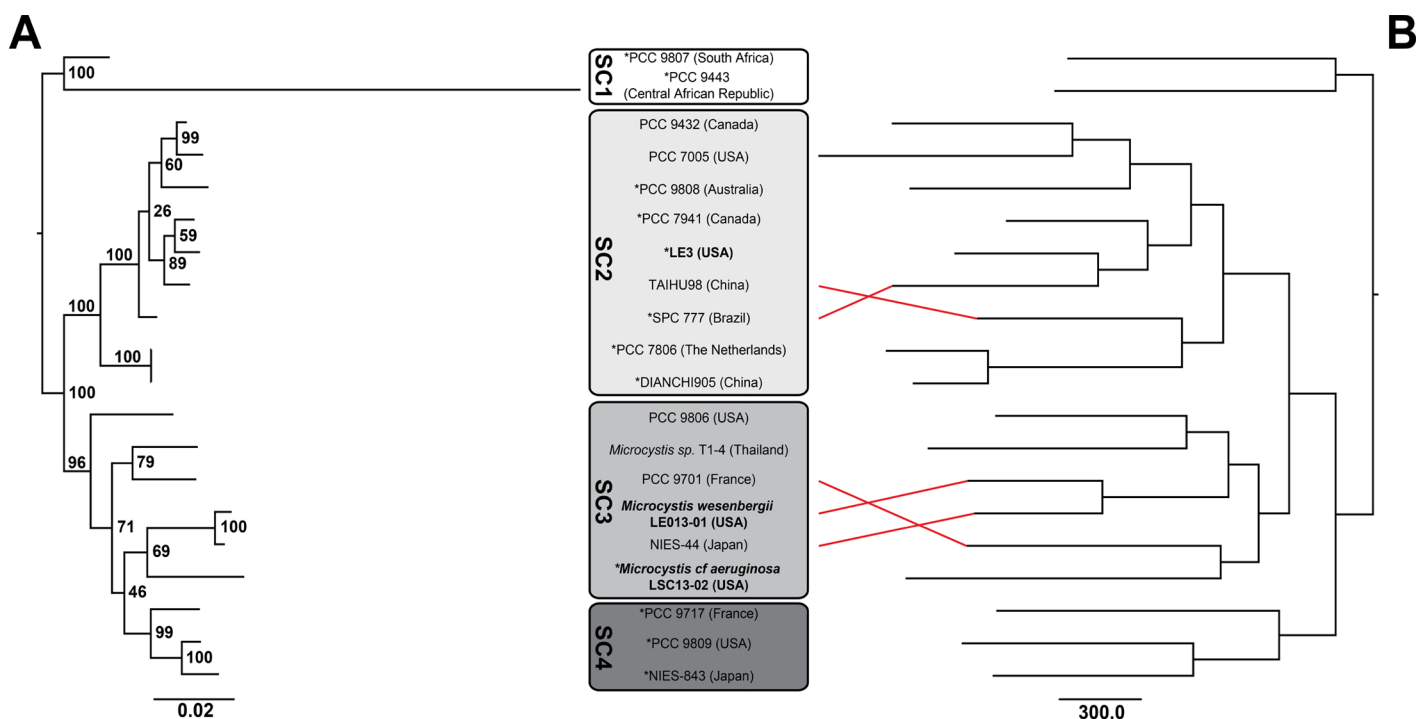 A
B
100
99
60
26
59
89
100
100
100
100
96
79
71
100
69
46
99
100
0.02
SC1
*PCC 9807 (South Africa)
*PCC 9443
(Central African Republic)
SC2
PCC 9432 (Canada)
PCC 7005 (USA)
*PCC 9808 (Australia)
*PCC 7941 (Canada)
*LE3 (USA)
TAIHU98 (China)
*SPC 777 (Brazil)
*PCC 7806 (The Netherlands)
*DIANCHI905 (China)
SC3
PCC 9806 (USA)
Microcystis sp. T1-4 (Thailand)
PCC 9701 (France)
Microcystis wesenbergii
LE013-01 (USA)
NIES-44 (Japan)
*Microcystis cf aeruginosa
LSC13-02 (USA)
SC4
*PCC 9717 (France)
*PCC 9809 (USA)
*NIES-843 (Japan)
300.0